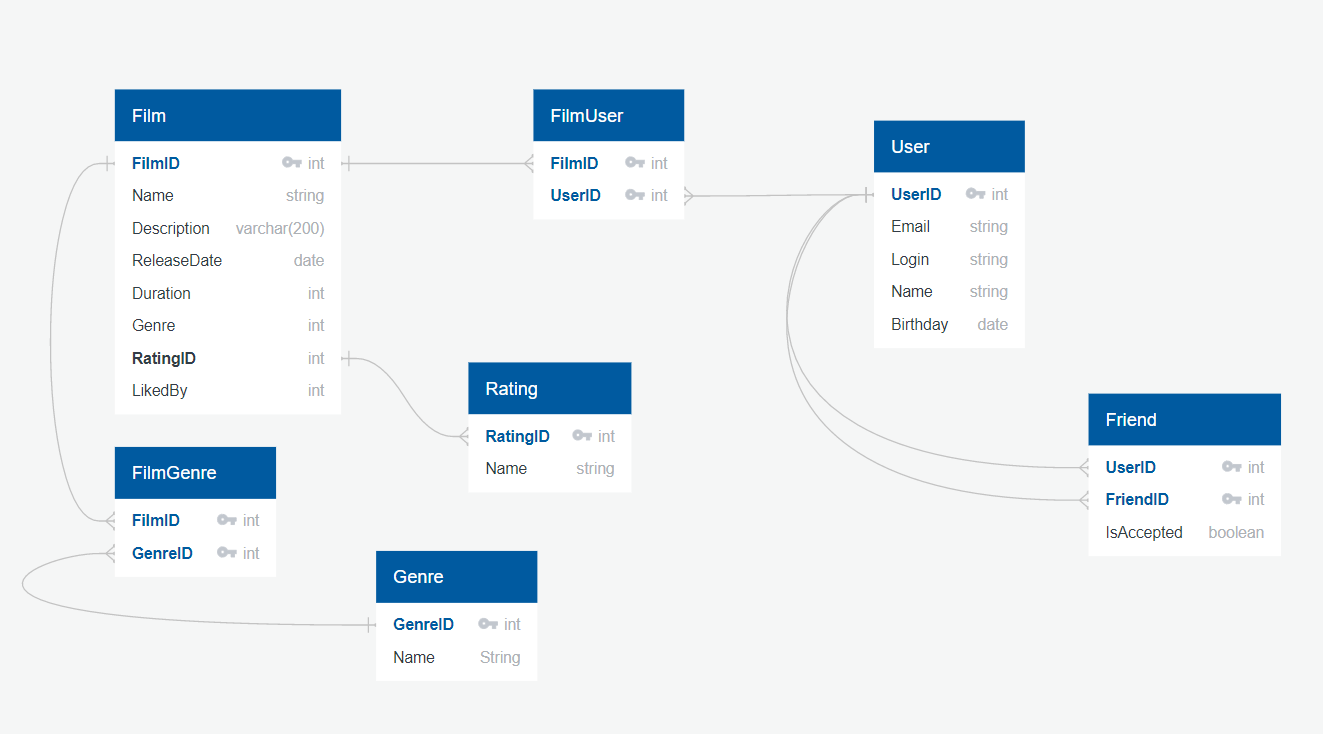 Film
FilmID int
Name string
Description varchar(200)
ReleaseDate date
Duration int
Genre int
RatingID int
LikedBy int
FilmUser
FilmID int
UserID int
User
UserID int
Email string
Login string
Name string
Birthday date
Rating
RatingID int
Name string
Friend
UserID int
FriendID int
IsAccepted boolean
FilmGenre
FilmID int
GenreID int
Genre
GenreID int
Name String